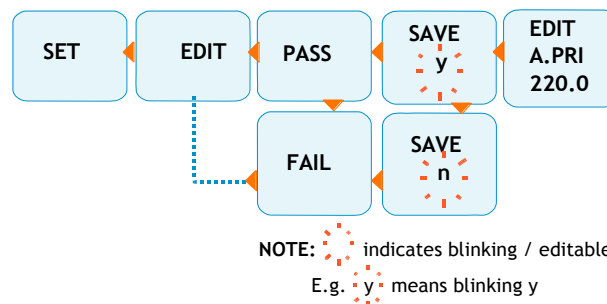 SET
EDIT
PASS
SAVE
y
EDIT
A.PRI
220.0
FAIL
SAVE
n
NOTE: indicates blinking / editable
E.g. y means blinking y